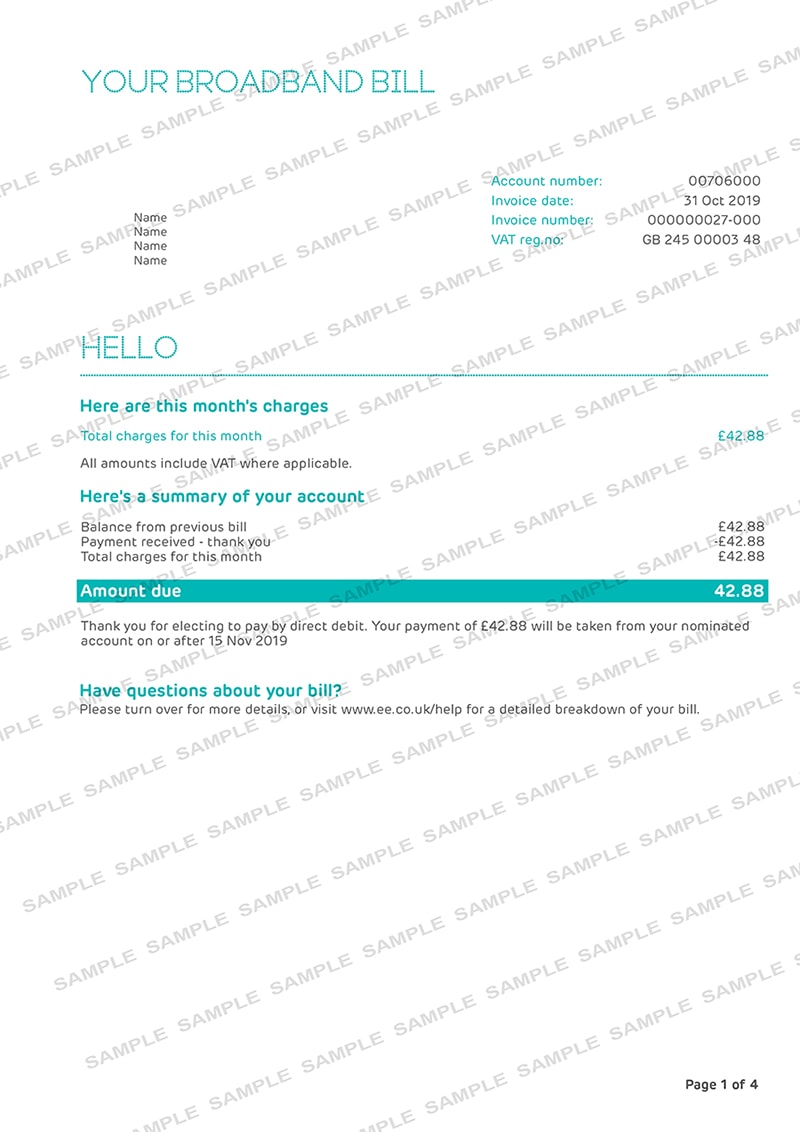 YOUR BROADBAND BILL
Account number: 00706000
Invoice date: 31 Oct 2019
Invoice number: 000000027-000
VAT reg.no: GB 245 00003 48
Name
Name
Name
Name
HELLO
Here are this month's charges
Total charges for this month £42.88
All amounts include VAT where applicable.
Here's a summary of your account
Balance from previous bill £42.88
Payment received - thank you -£42.88
Total charges for this month £42.88
Amount due 42.88
Thank you for electing to pay by direct debit. Your payment of £42.88 will be taken from your nominated
account on or after 15 Nov 2019
Have questions about your bill?
Please turn over for more details, or visit www.ee.co.uk/help for a detailed breakdown of your bill.
Page 1 of 4
SAMPLE